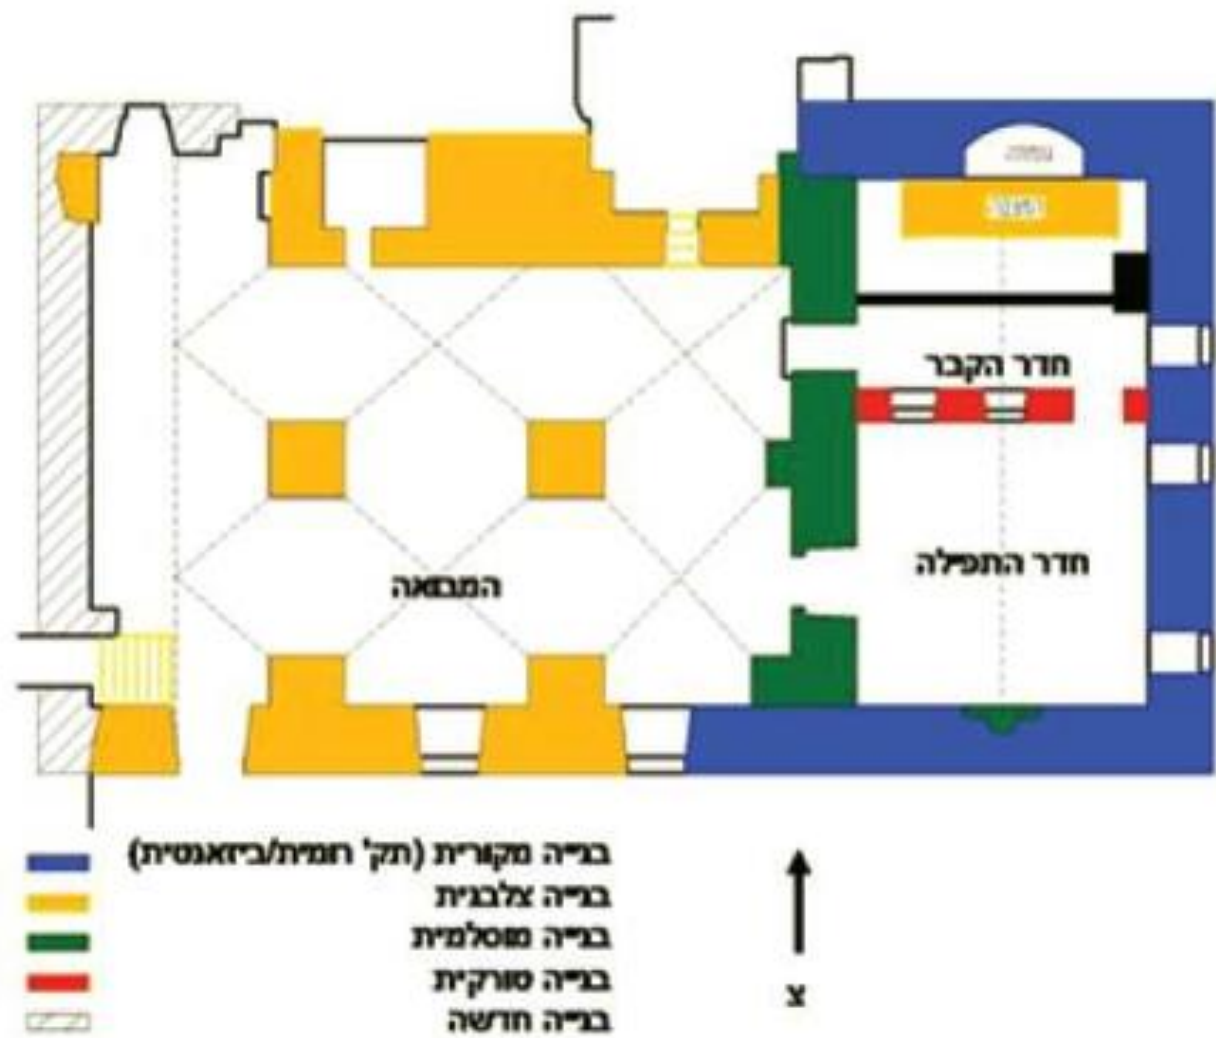 חדר הקבר
חדר התפילה
המבואה
בנייה מקורית (תק' רומית/ביזאנטית)
בנייה צלבנית
בנייה מוסלמית
בנייה טורקית
בנייה חדשה
צ